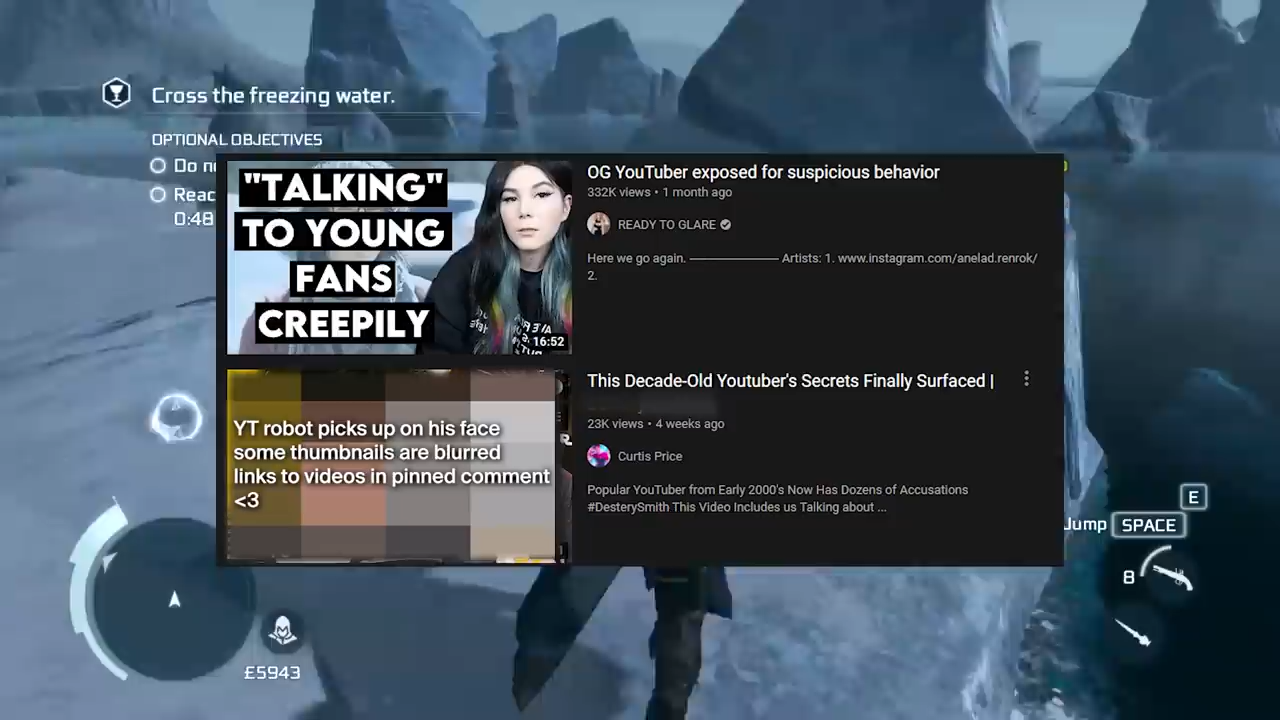 Cross the freezing water.
OPTIONAL OBJECTIVES
Do
Reac
0:48
"TALKING"
TO YOUNG
FANS
CREEPILY
16:52
OG YouTuber exposed for suspicious behavior
332K views • 1 month ago
READY TO GLARE
Here we go again. ——————— Artists: 1. www.instagram.com/anelad.renrok/
2.
YT robot picks up on his face
some thumbnails are blurred
links to videos in pinned comment
<3
This Decade-Old Youtuber's Secrets Finally Surfaced |
23K views • 4 weeks ago
Curtis Price
Popular YouTuber from Early 2000's Now Has Dozens of Accusations
#DesterySmith This Video Includes us Talking about ...
E
Jump SPACE
8
£5943